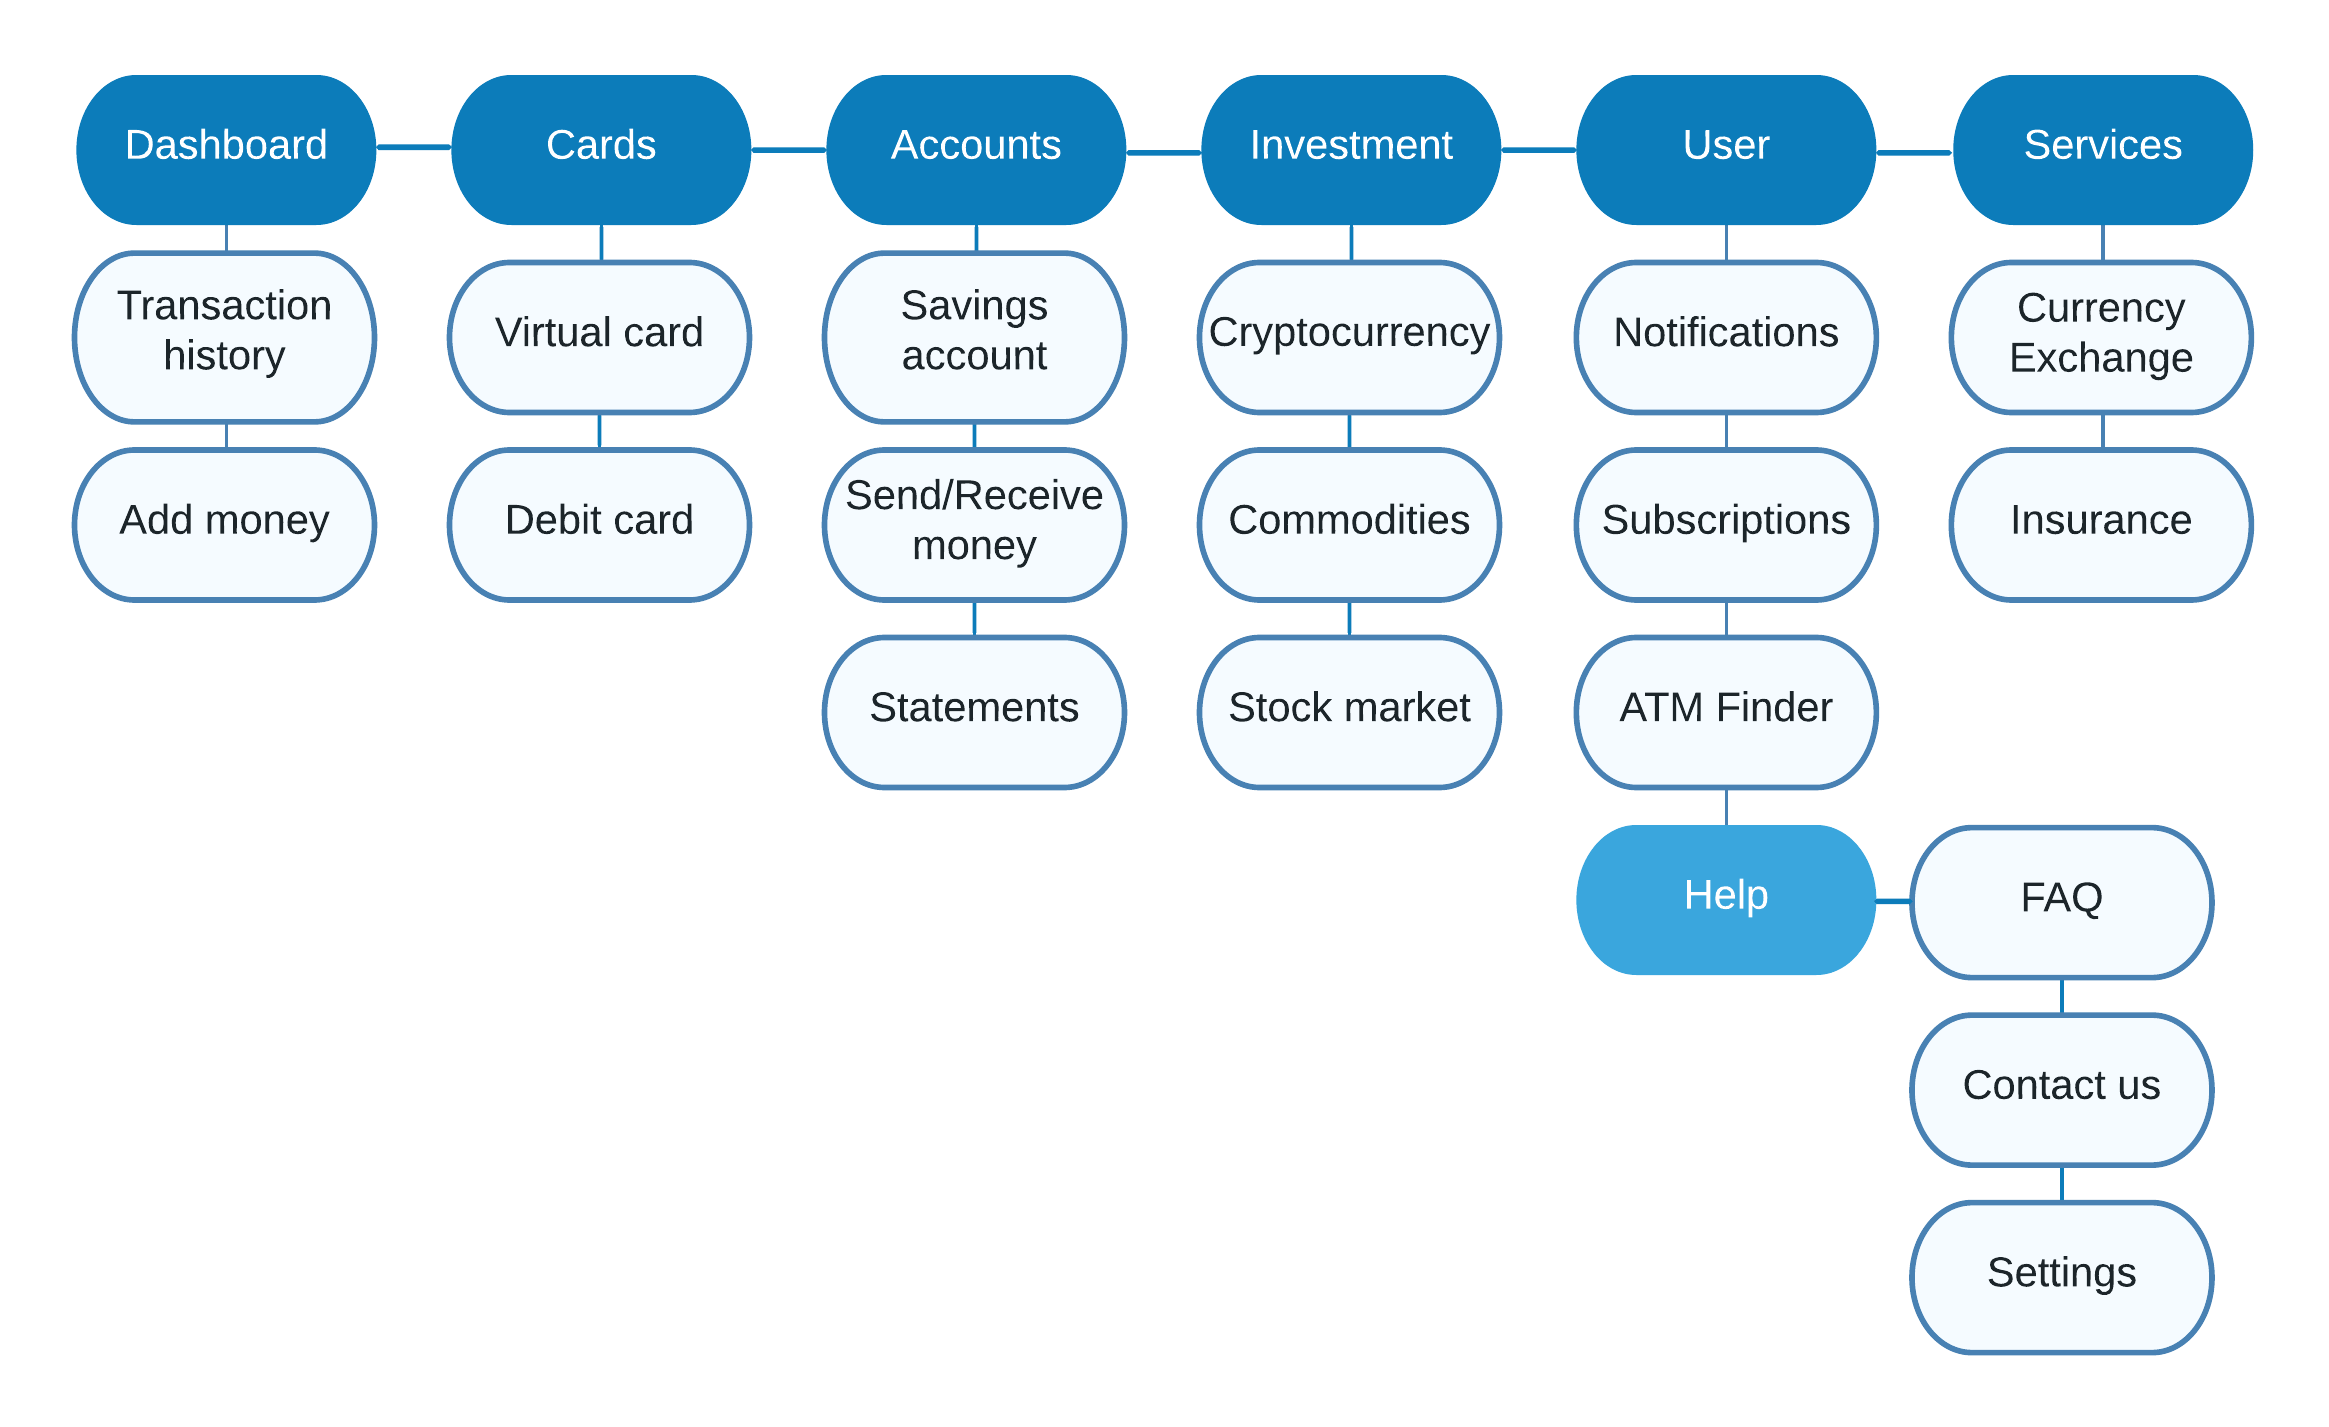 Dashboard
Cards
Accounts
Investment
User
Services
Transaction
history
Virtual card
Savings
account
Cryptocurrency
Notifications
Currency
Exchange
Add money
Debit card
Send/Receive
money
Commodities
Subscriptions
Insurance
Statements
Stock market
ATM Finder
Help
FAQ
Contact us
Settings